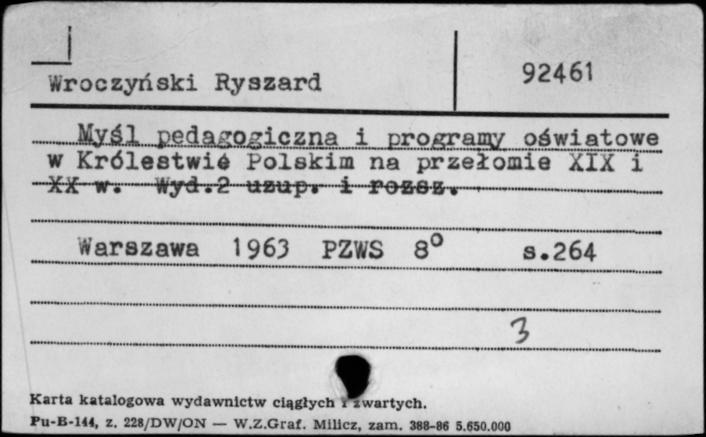 Wroczyński Ryszard
92461
Myśl pedagogiczna i programy oświatowe
w Królestwie Polskim na przełomie XIX i
XX w. Wyd.2 uzup. i rozsz.
Warszawa 1963 PZWS 8° s.264
3
Karta katalogowa wydawnictw ciągłych i zwartych.
Pu-B-144, z. 228/DW/ON — W.Z.Graf. Milicz, zam. 388-86 5.650.000